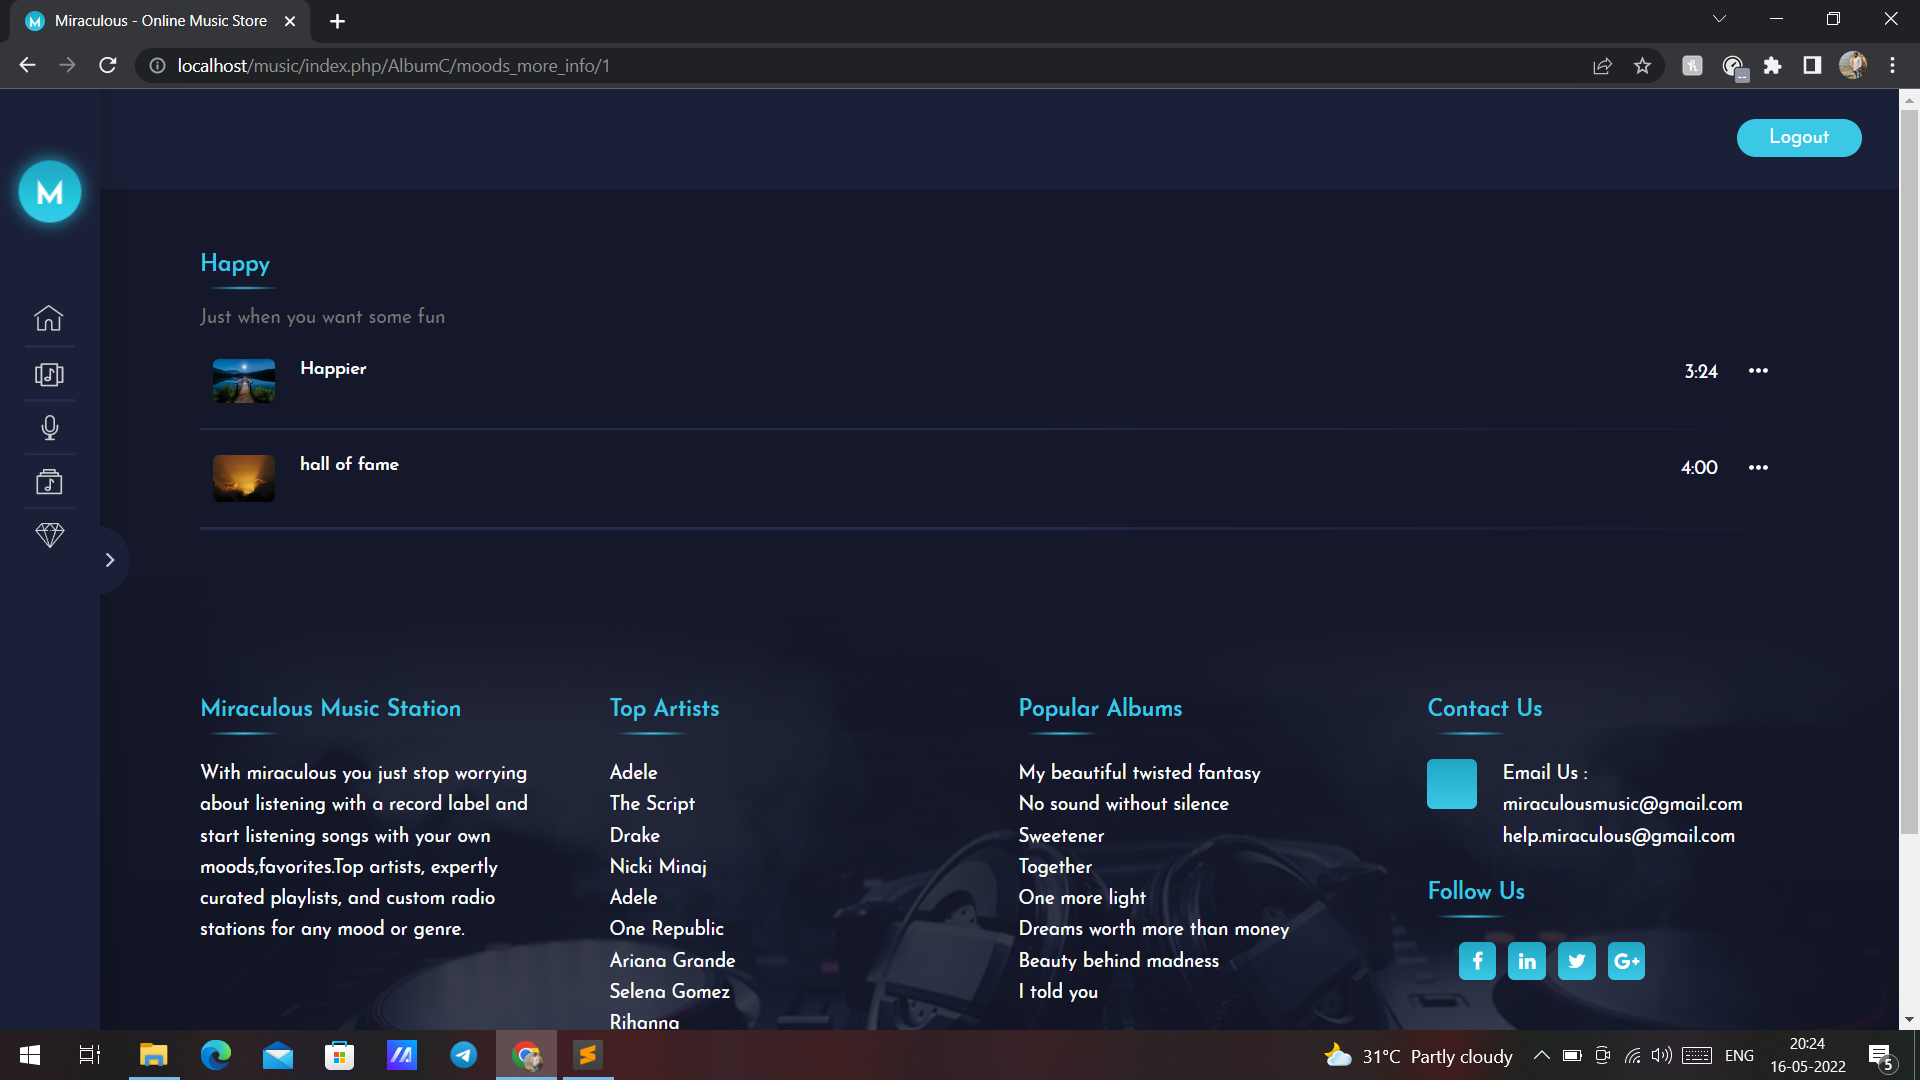 Miraculous - Online Music Store
localhost/music/index.php/AlbumC/moods_more_info/1
Logout
M
Happy
Just when you want some fun
Happier 3:24
hall of fame 4:00
Miraculous Music Station
With miraculous you just stop worrying
about listening with a record label and
start listening songs with your own
moods,favorites.Top artists, expertly
curated playlists, and custom radio
stations for any mood or genre.
Top Artists
Adele
The Script
Drake
Nicki Minaj
Adele
One Republic
Ariana Grande
Selena Gomez
Rihanna
Popular Albums
My beautiful twisted fantasy
No sound without silence
Sweetener
Together
One more light
Dreams worth more than money
Beauty behind madness
I told you
Contact Us
Email Us :
miraculousmusic@gmail.com
help.miraculous@gmail.com
Follow Us
f in G+
31°C Partly cloudy
ENG
20:24
16-05-2022
5